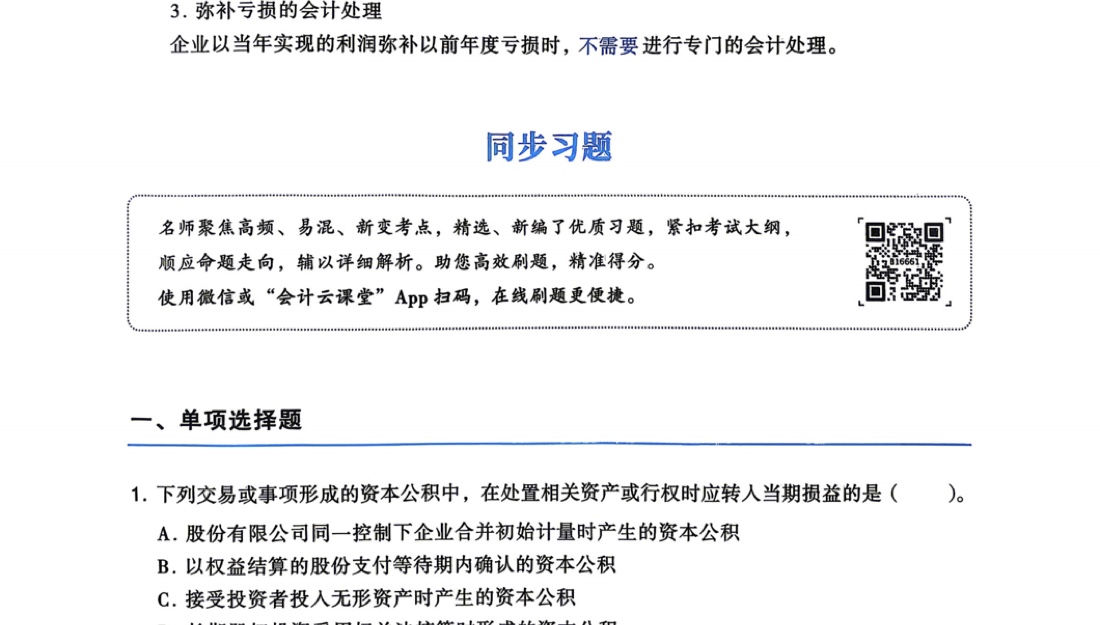 3. 弥补亏损的会计处理
企业以当年实现的利润弥补以前年度亏损时，不需要进行专门的会计处理。
同步习题
名师聚焦高频、易混、新变考点，精选、新编了优质习题，紧扣考试大纲，
顺应命题走向，辅以详细解析。助您高效刷题，精准得分。
使用微信或“会计云课堂”App 扫码，在线刷题更便捷。
816661
一、单项选择题
1. 下列交易或事项形成的资本公积中，在处置相关资产或行权时应转入当期损益的是（  ）。
A. 股份有限公司同一控制下企业合并初始计量时产生的资本公积
B. 以权益结算的股份支付等待期内确认的资本公积
C. 接受投资者投入无形资产时产生的资本公积